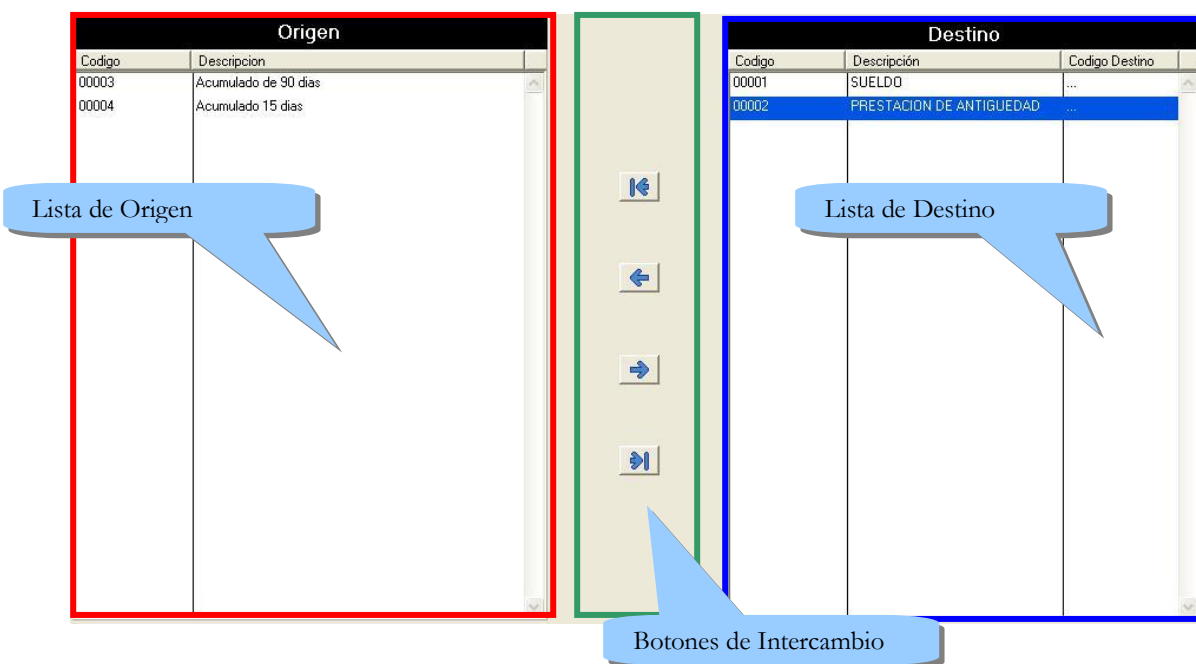 Origen
Codigo Descripcion
00003 Acumulado de 90 dias
00004 Acumulado 15 dias
Lista de Origen
Destino
Codigo Descripción Codigo Destino
00001 SUELDO ...
00002 PRESTACION DE ANTIGUEDAD ...
Lista de Destino
Botones de Intercambio